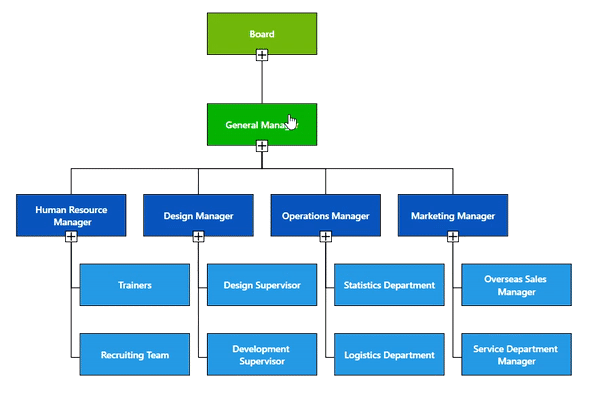 Board
General Manager
Human Resource
Manager
Design Manager
Operations Manager
Marketing Manager
Trainers
Design Supervisor
Statistics Department
Overseas Sales
Manager
Recruiting Team
Development
Supervisor
Logistics Department
Service Department
Manager